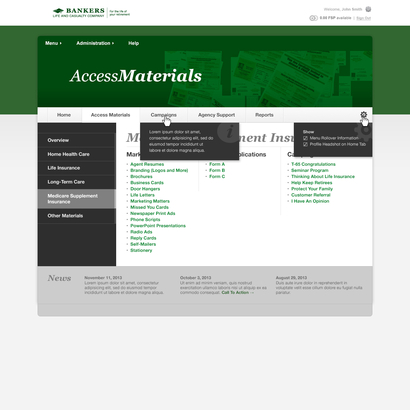 BANKERS
LIFE AND CASUALTY COMPANY
For the life of
your retirement
Welcome, John Smith
0.00 FSF available
Sign Out
Menu
Administration
Help
AccessMaterials
Home
Access Materials
Campaigns
Agency Support
Reports
Overview
Home Health Care
Life Insurance
Long-Term Care
Medicare Supplement
Insurance
Other Materials
Lorem ipsum dolor sit amet,
consectetur adipisicing elit, sed do
eiusmod tempor incididunt ut
labore et dolore magna aliqua.
Show
Menu Rollover Information
Profile Headshot on Home Tab
Agent Resumes
Branding (Logos and More)
Brochures
Business Cards
Door Hangers
Life Letters
Marketing Matters
Missed You Cards
Newspaper Print Ads
Phone Scripts
PowerPoint Presentations
Radio Ads
Reply Cards
Self-Mailers
Stationery
Form A
Form B
Form C
T-65 Congratulations
Seminar Program
Thinking About Life Insurance
Help Keep Retirees
Protect Your Family
Customer Referral
I Have An Opinion
News
November 11, 2013
Lorem ipsum dolor sit amet, consectetur
adipisicing elit, sed do eiusmod tempor
incididunt ut labore et dolore magna
aliqua.
October 3, 2013
Ut enim ad minim veniam, quis nostrud
exercitation ullamco laboris nisi ut aliquip ex ea
commodo consequat. Call To Action →
August 29, 2013
Duis aute irure dolor in reprehenderit in
voluptate velit esse cillum dolore eu fugiat nulla
pariatur.